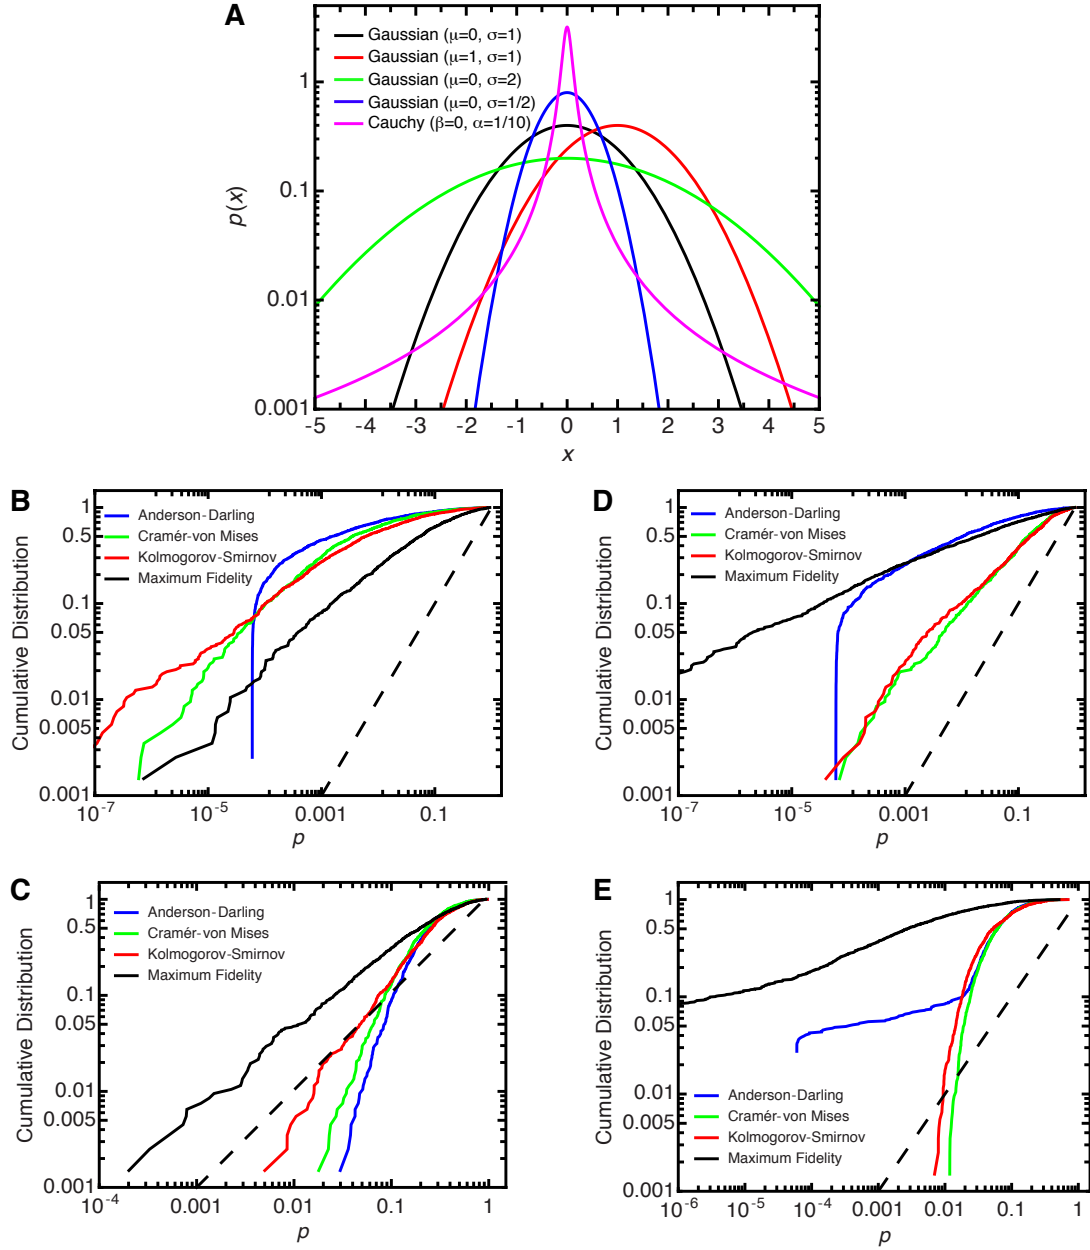 A
Gaussian (μ=0, σ=1)
Gaussian (μ=1, σ=1)
Gaussian (μ=0, σ=2)
Gaussian (μ=0, σ=1/2)
Cauchy (β=0, α=1/10)
1
0.1
0.01
0.001
p(x)
-5 -4 -3 -2 -1 0 1 2 3 4 5
x
B
Anderson-Darling
Cramér-von Mises
Kolmogorov-Smirnov
Maximum Fidelity
1
0.5
0.1
0.05
0.01
0.005
0.001
Cumulative Distribution
10⁻⁷ 10⁻⁵ 0.001 0.1
p
D
Anderson-Darling
Cramér-von Mises
Kolmogorov-Smirnov
Maximum Fidelity
1
0.5
0.1
0.05
0.01
0.005
0.001
Cumulative Distribution
10⁻⁷ 10⁻⁵ 0.001 0.1
p
C
Anderson-Darling
Cramér-von Mises
Kolmogorov-Smirnov
Maximum Fidelity
1
0.5
0.1
0.05
0.01
0.005
0.001
Cumulative Distribution
10⁻⁴ 0.001 0.01 0.1 1
p
E
1
0.5
0.1
0.05
0.01
0.005
0.001
Cumulative Distribution
Anderson-Darling
Cramér-von Mises
Kolmogorov-Smirnov
Maximum Fidelity
10⁻⁶ 10⁻⁵ 10⁻⁴ 0.001 0.01 0.1 1
p